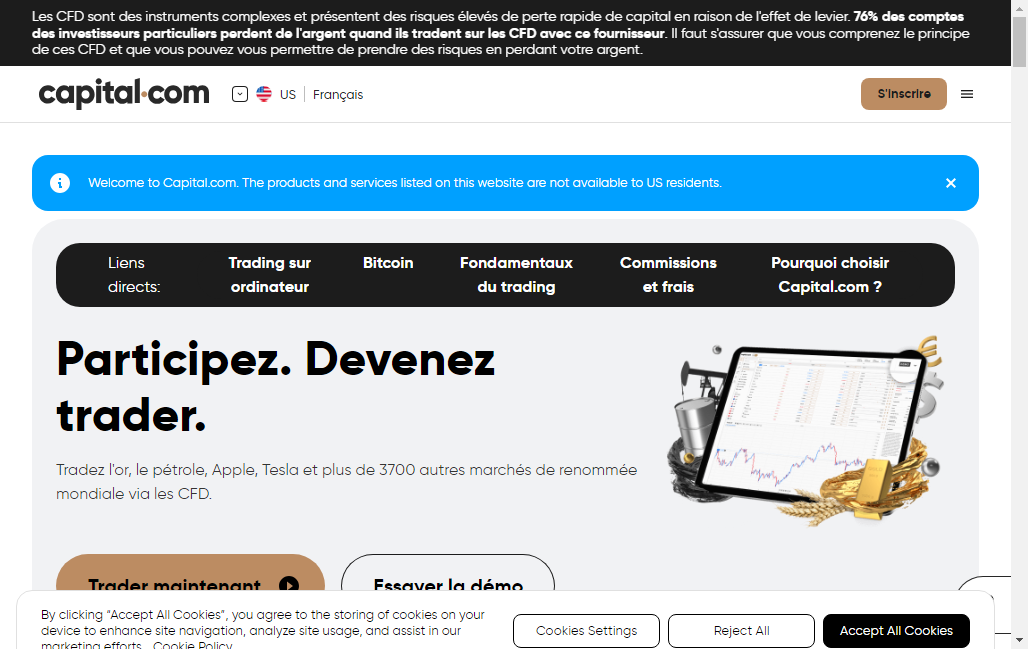 Les CFD sont des instruments complexes et présentent des risques élevés de perte rapide de capital en raison de l'effet de levier. 76% des comptes
des investisseurs particuliers perdent de l'argent quand ils tradent sur les CFD avec ce fournisseur. Il faut s'assurer que vous comprenez le principe
de ces CFD et que vous pouvez vous permettre de prendre des risques en perdant votre argent.
capital.com
US
Français
S'inscrire
Welcome to Capital.com. The products and services listed on this website are not available to US residents.
Liens
directs:
Trading sur
ordinateur
Bitcoin
Fondamentaux
du trading
Commissions
et frais
Pourquoi choisir
Capital.com ?
Participez. Devenez
trader.
Tradez l'or, le pétrole, Apple, Tesla et plus de 3700 autres marchés de renommée
mondiale via les CFD.
Trader maintenant
Essayer la démo
By clicking "Accept All Cookies", you agree to the storing of cookies on your
device to enhance site navigation, analyze site usage, and assist in our
marketing efforts. Cookie Policy
Cookies Settings
Reject All
Accept All Cookies